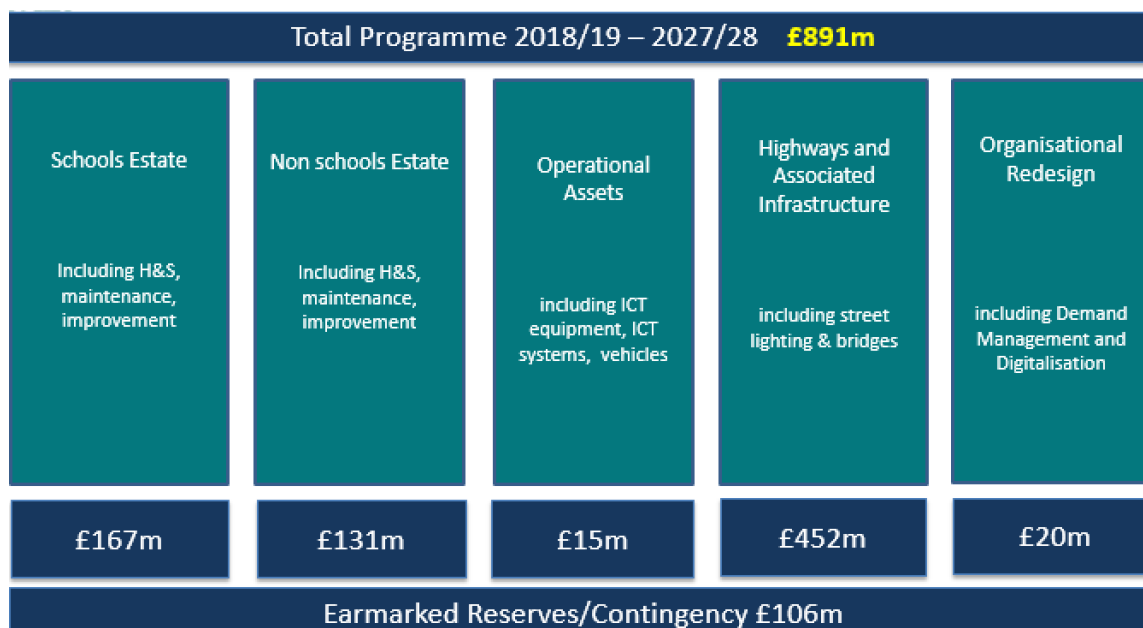 Total Programme 2018/19 – 2027/28 £891m
Schools Estate
Including H&S,
maintenance,
improvement
Non schools Estate
Including H&S,
maintenance,
improvement
Operational
Assets
including ICT
equipment, ICT
systems, vehicles
Highways and
Associated
Infrastructure
including street
lighting & bridges
Organisational
Redesign
including Demand
Management and
Digitalisation
£167m
£131m
£15m
£452m
£20m
Earmarked Reserves/Contingency £106m